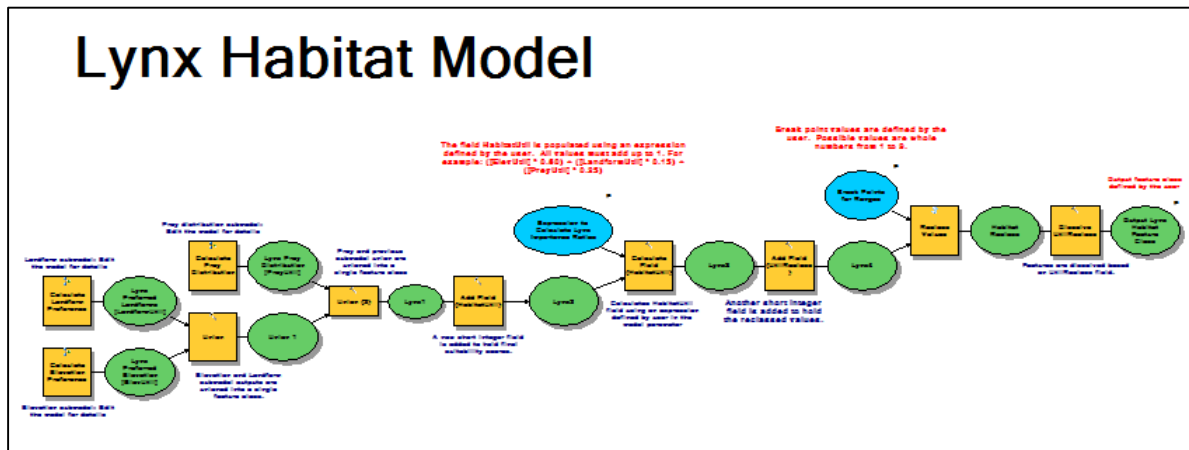 Lynx Habitat Model
The field HabitatUtil is populated using an expression
defined by the user. All values must add up to 1. For
example: ([ElevUtil] * 0.60) + ([LandformUtil] * 0.15) +
([PreyUtil] * 0.25)
Break point values are defined by the
user. Possible values are whole
numbers from 1 to 9.
Output feature class
defined by the user
Break Points
for Ranges
Prey distribution submodel:
Edit the model for details
Expression to
Calculate Lynx
Importance Ratios
Landform submodel: Edit
the model for details
Calculate
Prey
Distribution
Lynx Prey
Distribution
[PreyUtil]
Prey and previous
submodel union are
unioned into a
single feature class
Calculate
Landform
Preference
Lynx
Preferred
Landforms
[LandformUtil]
Union (2)
Lynx1
Add Field
[HabitatUtil]
Lynx2
Calculate
Field
[HabitatUtil]
Lynx3
Add Field
[UtilReclass
]
Reclass
Values
Habitat
Reclass
Dissolve
UtilReclass
Output Lynx
Habitat
Feature
Class
Features are dissolved based
on UtilReclass field.
Calculates HabitatUtil
field using an expression
defined by user in the
model parameter
Another short integer
field is added to hold
the reclassed values.
A new short integer field
is added to hold final
suitability scores.
Union
Union 1
Calculate
Elevation
Preference
Lynx
Preferred
Elevation
[ElevUtil]
Elevation and Landform
submodel outputs are
unioned into a single
feature class.
Elevation submodel: Edit
the model for details